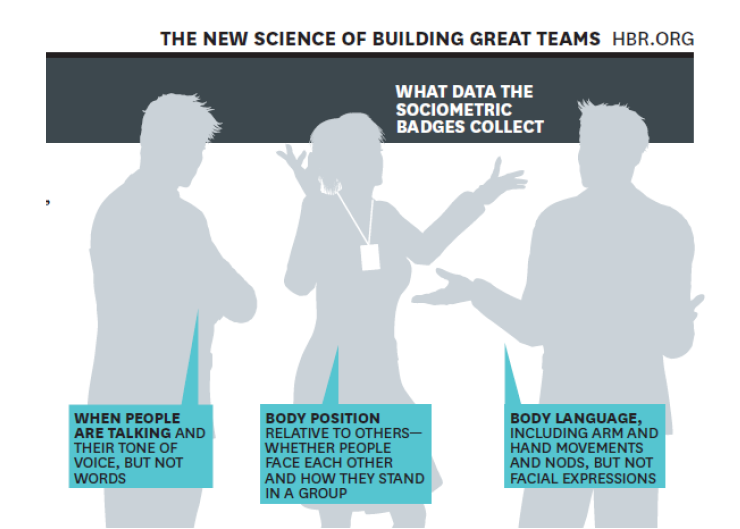 THE NEW SCIENCE OF BUILDING GREAT TEAMS HBR.ORG
WHAT DATA THE
SOCIOMETRIC
BADGES COLLECT
,
WHEN PEOPLE
ARE TALKING AND
THEIR TONE OF
VOICE, BUT NOT
WORDS
BODY POSITION
RELATIVE TO OTHERS—
WHETHER PEOPLE
FACE EACH OTHER
AND HOW THEY STAND
IN A GROUP
BODY LANGUAGE,
INCLUDING ARM AND
HAND MOVEMENTS
AND NODS, BUT NOT
FACIAL EXPRESSIONS